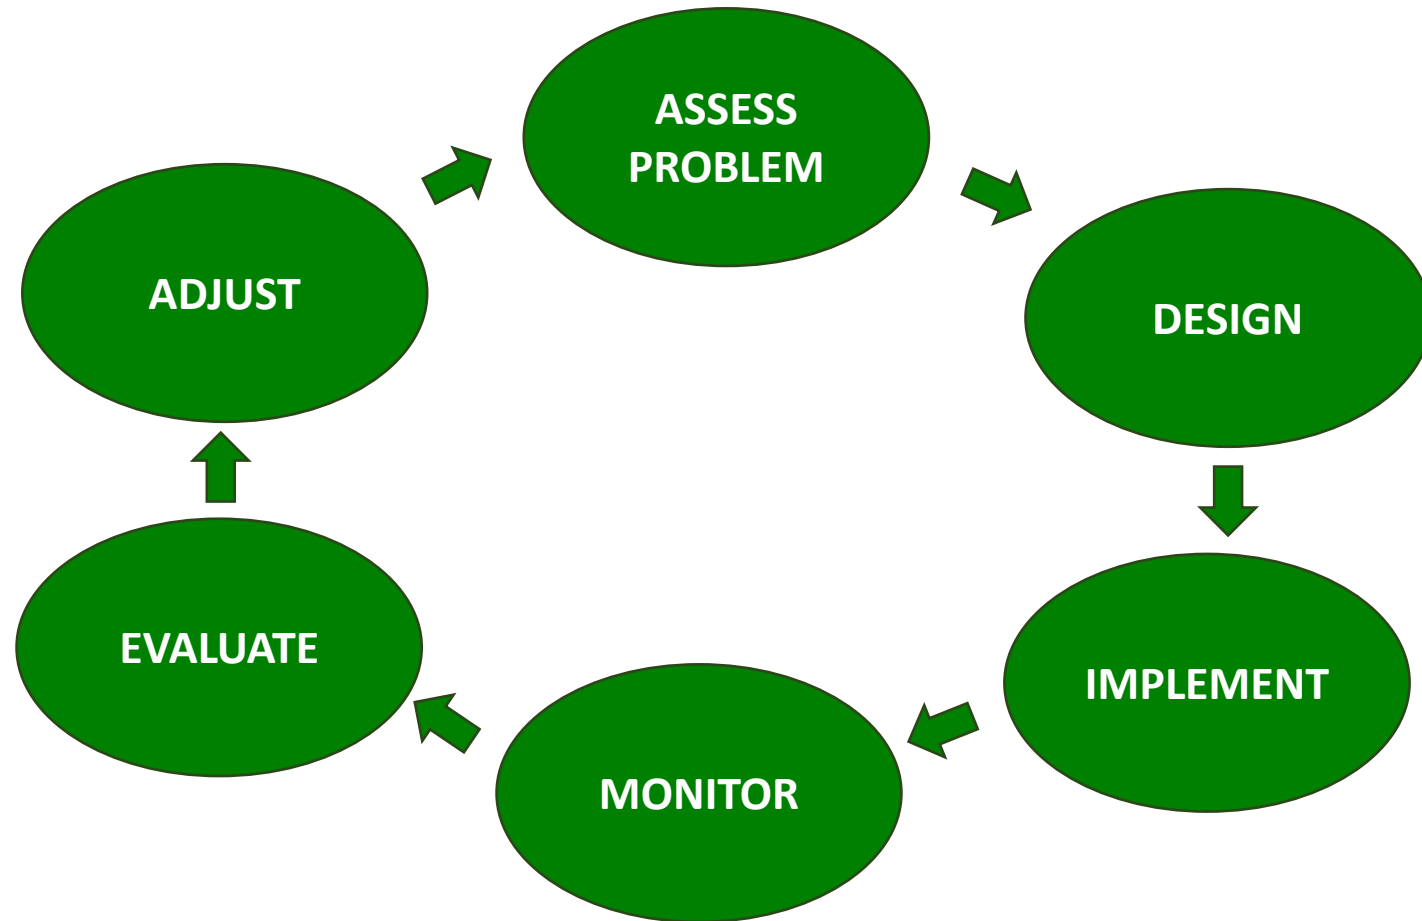 ASSESS
PROBLEM
DESIGN
IMPLEMENT
MONITOR
EVALUATE
ADJUST